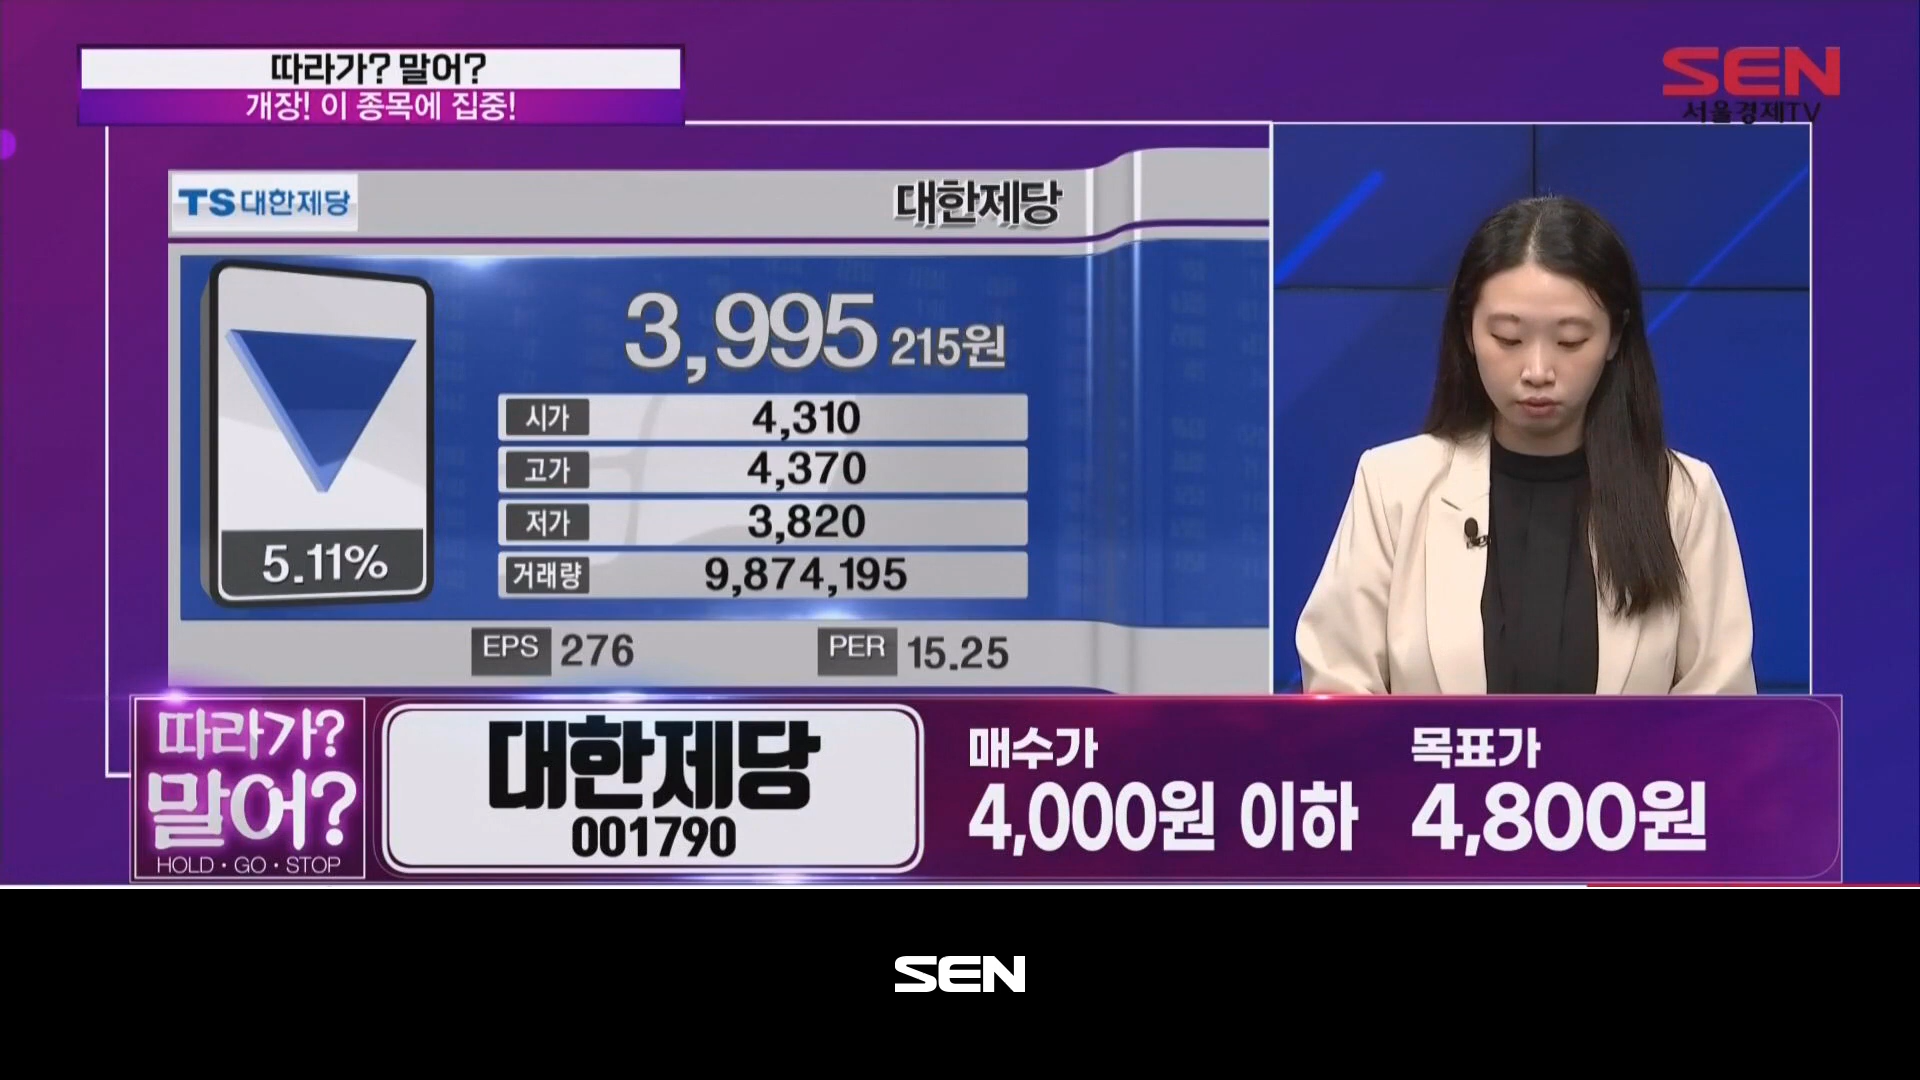 따라가? 말어?
개장! 이 종목에 집중!
SEN
서울경제TV
TS대한제당
대한제당
3,995 215원
시가 4,310
고가 4,370
저가 3,820
거래량 9,874,195
5.11%
EPS 276
PER 15.25
따라가?
말어?
HOLD · GO · STOP
대한제당
001790
매수가
4,000원 이하
목표가
4,800원
SEN